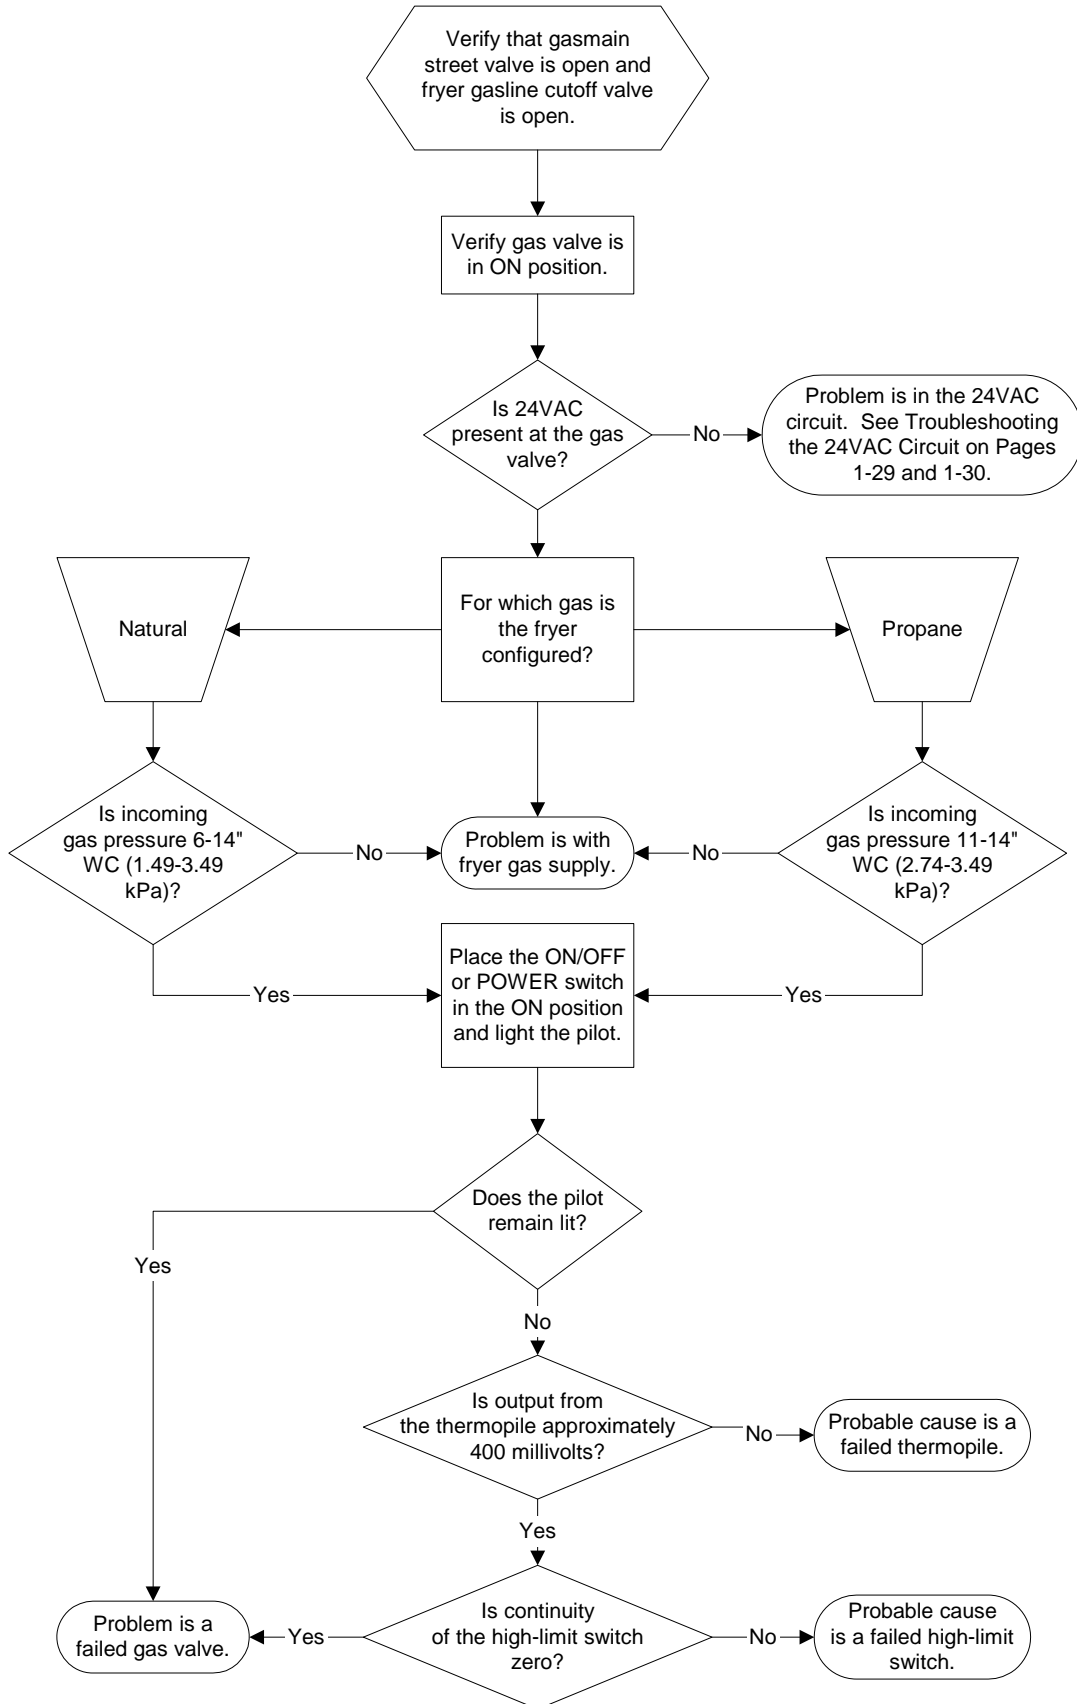 Verify that gasmain
street valve is open and
fryer gasline cutoff valve
is open.
Verify gas valve is
in ON position.
Is 24VAC
present at the gas
valve?
No
Problem is in the 24VAC
circuit.  See Troubleshooting
the 24VAC Circuit on Pages
1-29 and 1-30.
Natural
For which gas is
the fryer
configured?
Propane
Is incoming
gas pressure 6-14"
WC (1.49-3.49
kPa)?
No
Problem is with
fryer gas supply.
No
Is incoming
gas pressure 11-14"
WC (2.74-3.49
kPa)?
Yes
Place the ON/OFF
or POWER switch
in the ON position
and light the pilot.
Yes
Does the pilot
remain lit?
Yes
No
Is output from
the thermopile approximately
400 millivolts?
No
Probable cause is a
failed thermopile.
Yes
Problem is a
failed gas valve.
Yes
Is continuity
of the high-limit switch
zero?
No
Probable cause
is a failed high-limit
switch.